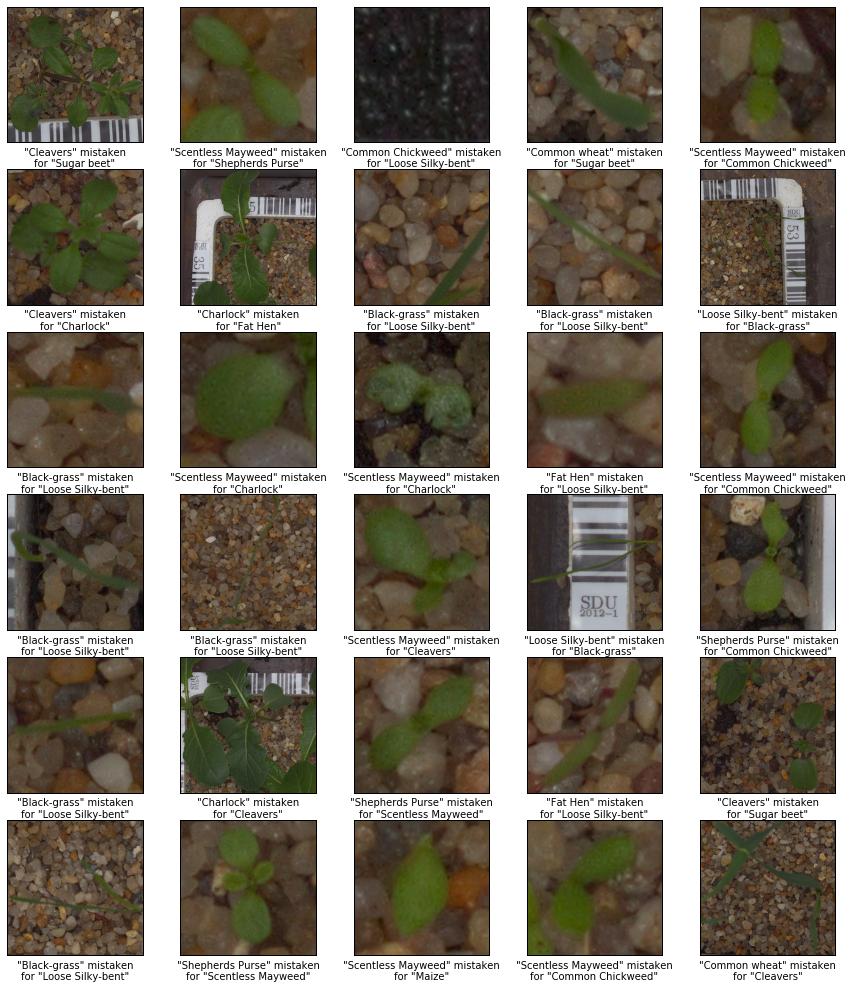 "Cleavers" mistaken
for "Sugar beet"
"Scentless Mayweed" mistaken
for "Shepherds Purse"
"Common Chickweed" mistaken
for "Loose Silky-bent"
"Common wheat" mistaken
for "Sugar beet"
"Scentless Mayweed" mistaken
for "Common Chickweed"
5
35
53
"Cleavers" mistaken
for "Charlock"
"Charlock" mistaken
for "Fat Hen"
"Black-grass" mistaken
for "Loose Silky-bent"
"Black-grass" mistaken
for "Loose Silky-bent"
"Loose Silky-bent" mistaken
for "Black-grass"
"Black-grass" mistaken
for "Loose Silky-bent"
"Scentless Mayweed" mistaken
for "Charlock"
"Scentless Mayweed" mistaken
for "Charlock"
"Fat Hen" mistaken
for "Loose Silky-bent"
"Scentless Mayweed" mistaken
for "Common Chickweed"
SDU
2012-1
"Black-grass" mistaken
for "Loose Silky-bent"
"Black-grass" mistaken
for "Loose Silky-bent"
"Scentless Mayweed" mistaken
for "Cleavers"
"Loose Silky-bent" mistaken
for "Black-grass"
"Shepherds Purse" mistaken
for "Common Chickweed"
"Black-grass" mistaken
for "Loose Silky-bent"
"Charlock" mistaken
for "Cleavers"
"Shepherds Purse" mistaken
for "Scentless Mayweed"
"Fat Hen" mistaken
for "Loose Silky-bent"
"Cleavers" mistaken
for "Sugar beet"
"Black-grass" mistaken
for "Loose Silky-bent"
"Shepherds Purse" mistaken
for "Scentless Mayweed"
"Scentless Mayweed" mistaken
for "Maize"
"Scentless Mayweed" mistaken
for "Common Chickweed"
"Common wheat" mistaken
for "Cleavers"